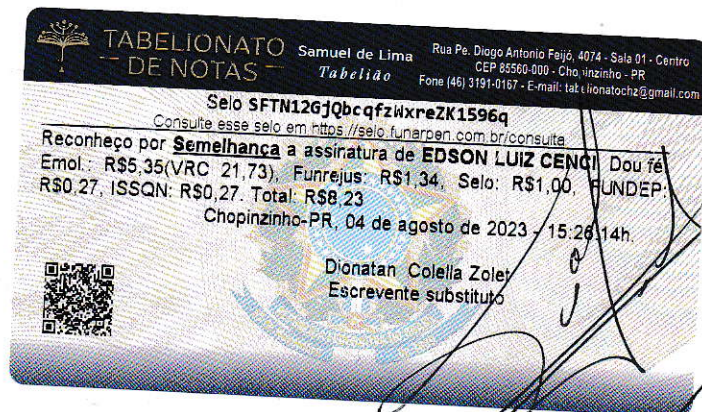 TABELIONATO
DE NOTAS
Samuel de Lima
Tabelião
Rua Pe. Diogo Antonio Feijó, 4074 - Sala 01 - Centro
CEP 85560-000 - Chopinzinho - PR
Fone (46) 3191-0167 - E-mail: tabelionatochz@gmail.com
Selo SFTN12GjQbcqfzWxreZK1596q
Consulte esse selo em https://selo.funarpen.com.br/consulta
Reconheço por Semelhança a assinatura de EDSON LUIZ CENCI. Dou fé
Emol.: R$5,35(VRC 21,73), Funrejus: R$1,34, Selo: R$1,00, FUNDEP:
R$0,27, ISSQN: R$0,27. Total: R$8,23
Chopinzinho-PR, 04 de agosto de 2023 - 15:26:14h.
Dionatan Colella Zolet
Escrevente substituto